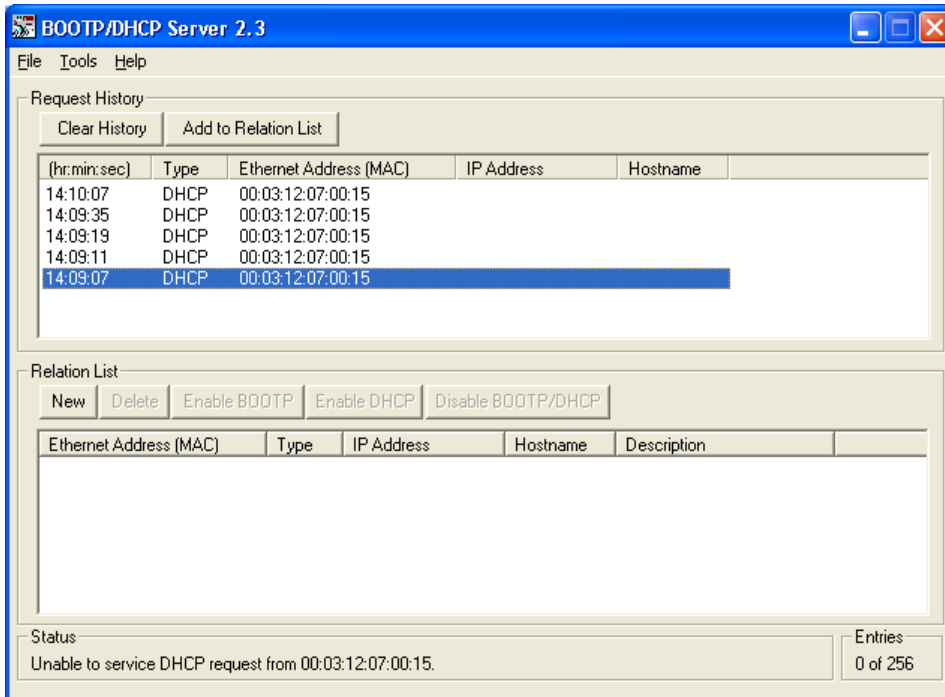 BOOTP/DHCP Server 2.3
File Tools Help
Request History
Clear History Add to Relation List
(hr:min:sec) Type Ethernet Address (MAC) IP Address Hostname
14:10:07 DHCP 00:03:12:07:00:15
14:09:35 DHCP 00:03:12:07:00:15
14:09:19 DHCP 00:03:12:07:00:15
14:09:11 DHCP 00:03:12:07:00:15
14:09:07 DHCP 00:03:12:07:00:15
Relation List
New Delete Enable BOOTP Enable DHCP Disable BOOTP/DHCP
Ethernet Address (MAC) Type IP Address Hostname Description
Status
Unable to service DHCP request from 00:03:12:07:00:15.
Entries
0 of 256